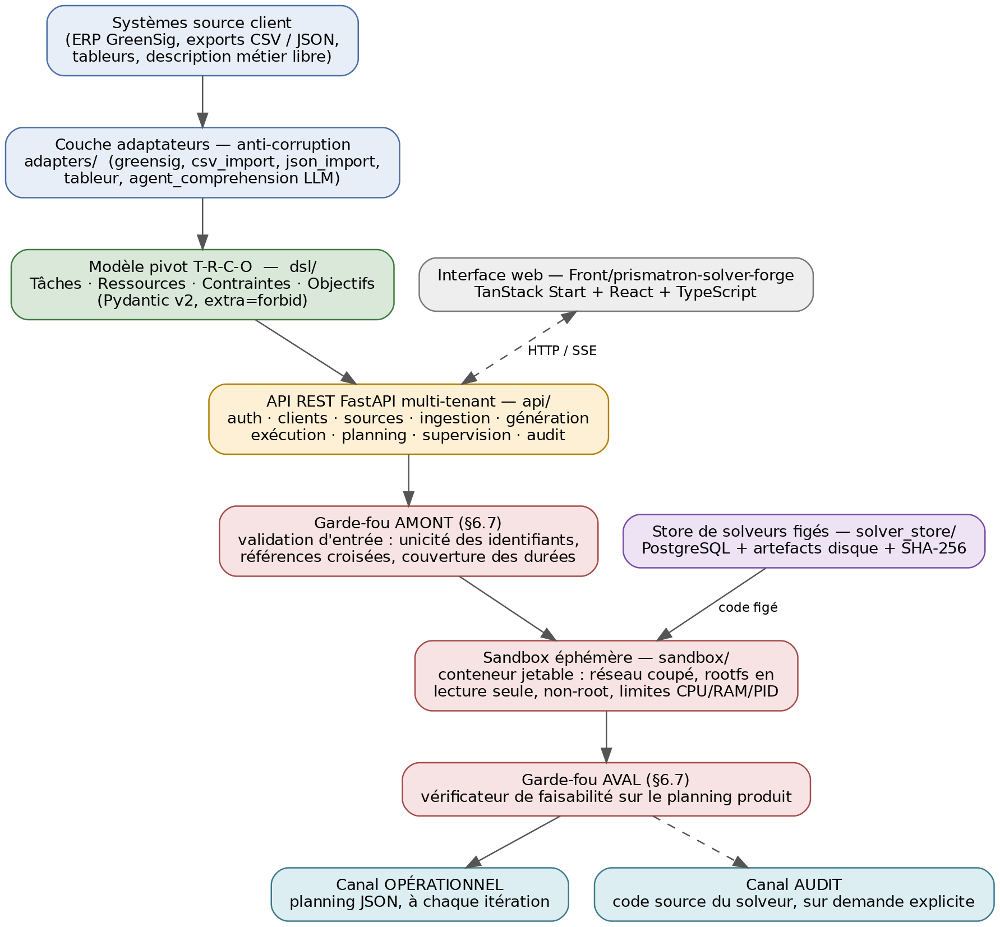 Systèmes source client
(ERP GreenSig, exports CSV / JSON,
tableurs, description métier libre)
Couche adaptateurs — anti-corruption
adapters/  (greensig, csv_import, json_import,
tableur, agent_comprehension LLM)
Modèle pivot T-R-C-O  —  dsl/
Tâches · Ressources · Contraintes · Objectifs
(Pydantic v2, extra=forbid)
Interface web — Front/prismatron-solver-forge
TanStack Start + React + TypeScript
HTTP / SSE
API REST FastAPI multi-tenant — api/
auth · clients · sources · ingestion · génération
exécution · planning · supervision · audit
Garde-fou AMONT (§6.7)
validation d'entrée : unicité des identifiants,
références croisées, couverture des durées
Store de solveurs figés — solver_store/
PostgreSQL + artefacts disque + SHA-256
code figé
Sandbox éphémère — sandbox/
conteneur jetable : réseau coupé, rootfs en
lecture seule, non-root, limites CPU/RAM/PID
Garde-fou AVAL (§6.7)
vérificateur de faisabilité sur le planning produit
Canal OPÉRATIONNEL
planning JSON, à chaque itération
Canal AUDIT
code source du solveur, sur demande explicite